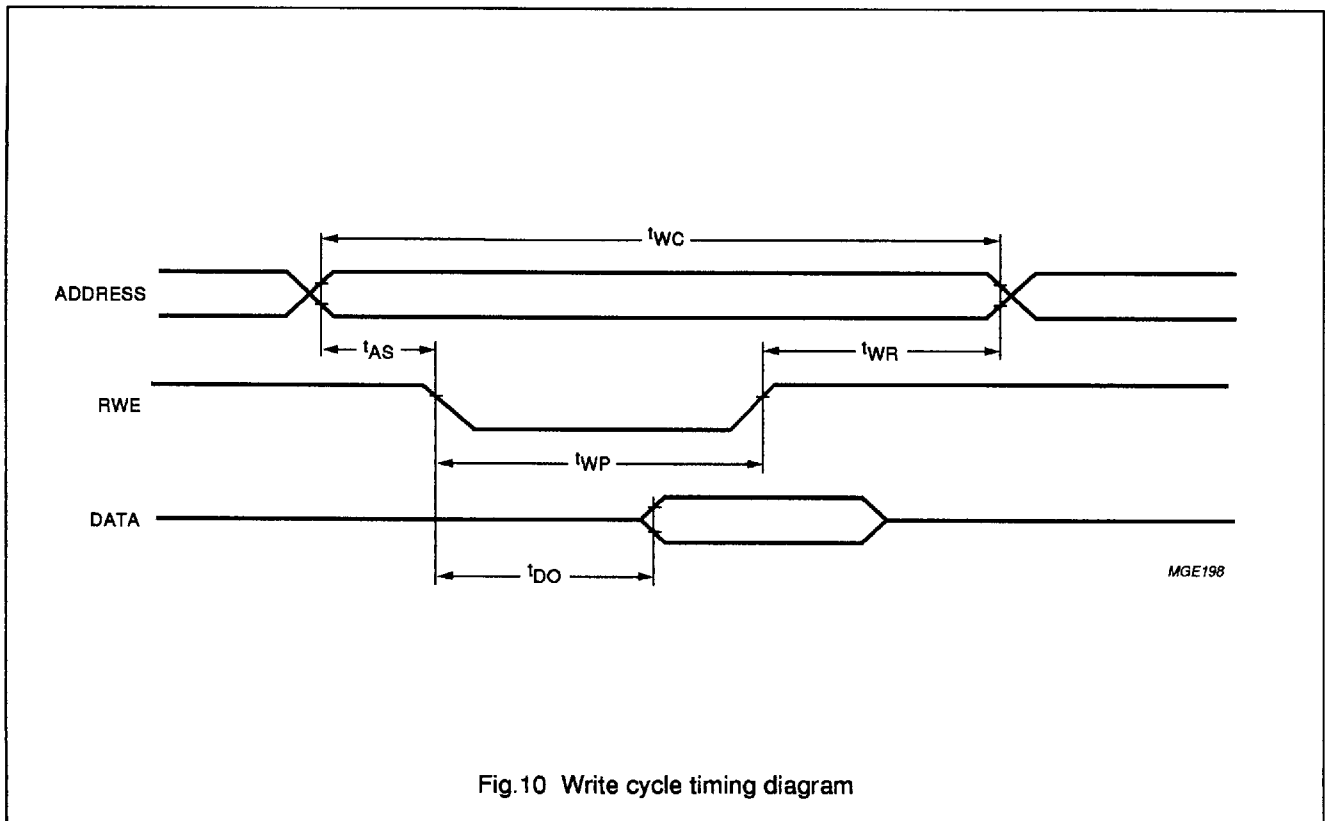 tWC
ADDRESS
tAS
tWR
RWE
tWP
DATA
tDO
MGE198
Fig.10 Write cycle timing diagram